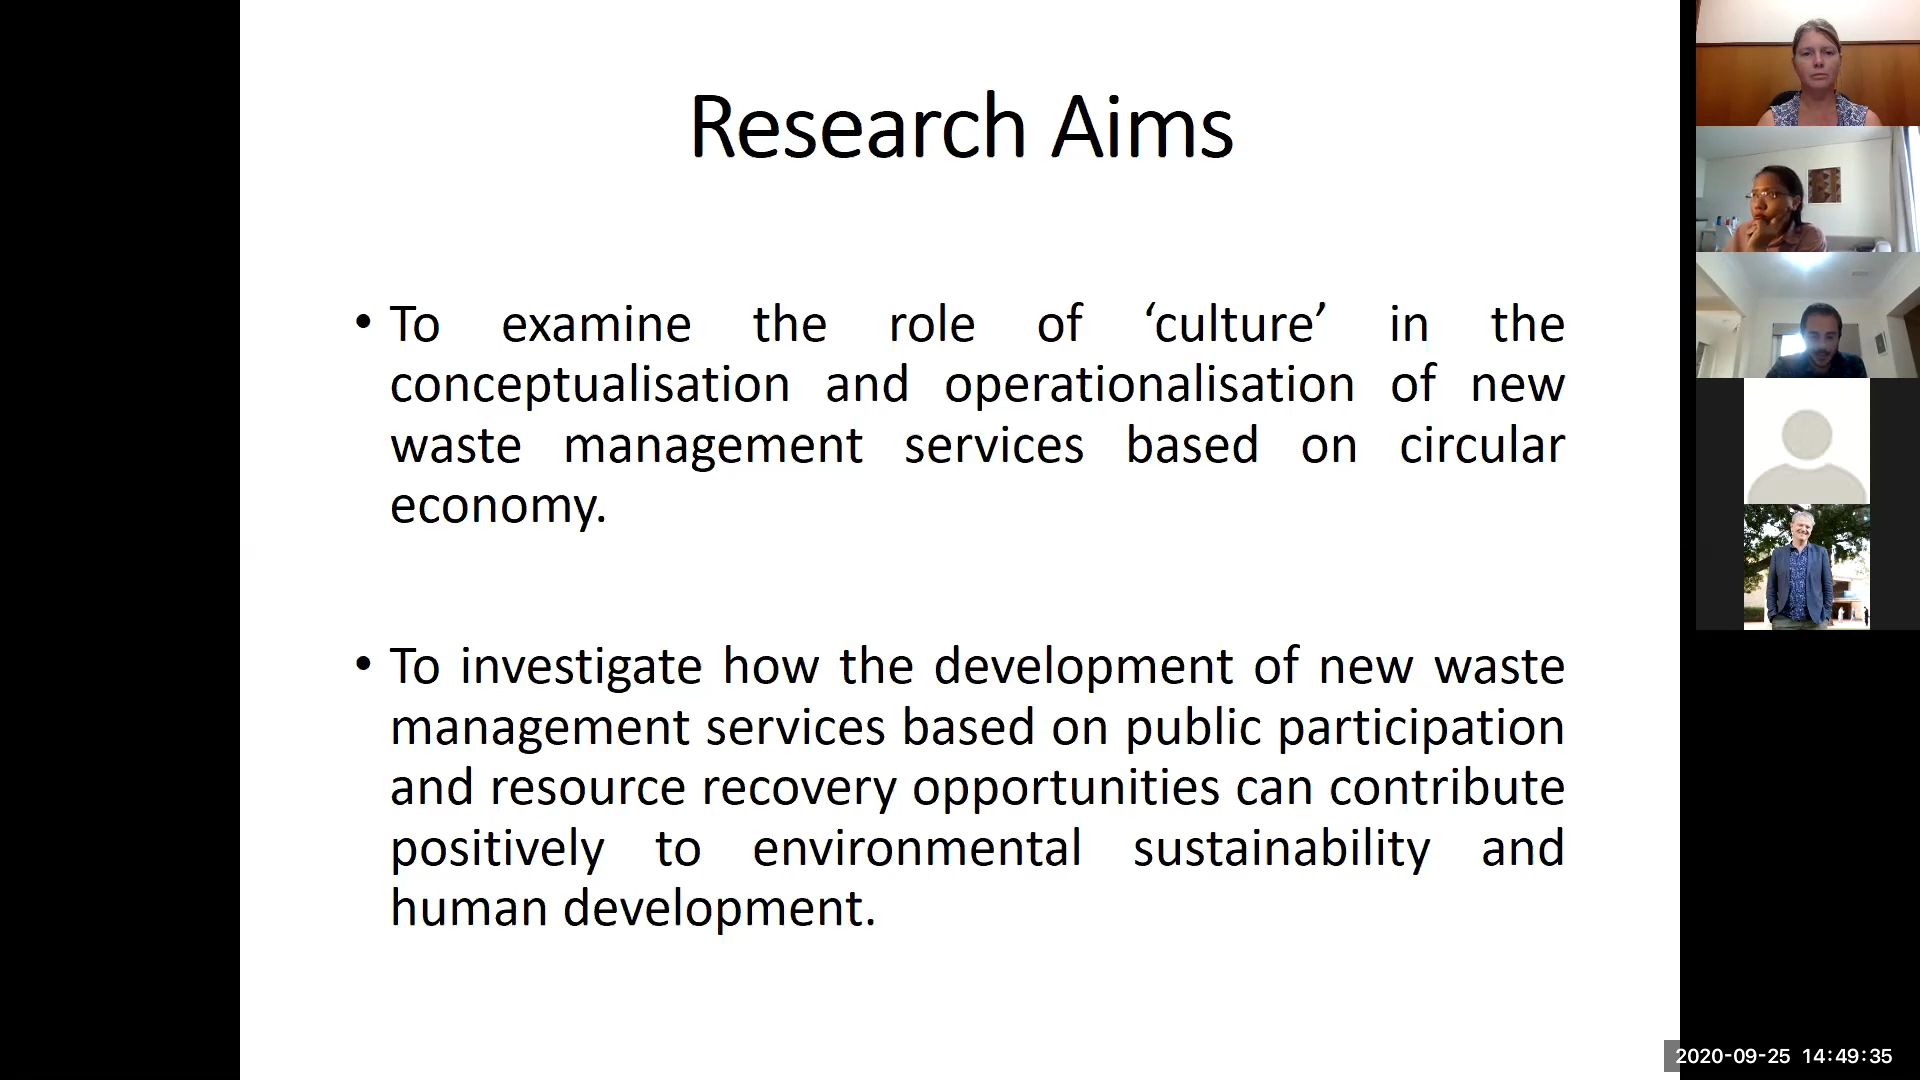 Research Aims
• To examine the role of ‘culture’ in the
conceptualisation and operationalisation of new
waste management services based on circular
economy.
• To investigate how the development of new waste
management services based on public participation
and resource recovery opportunities can contribute
positively to environmental sustainability and
human development.
2020-09-25 14:49:35